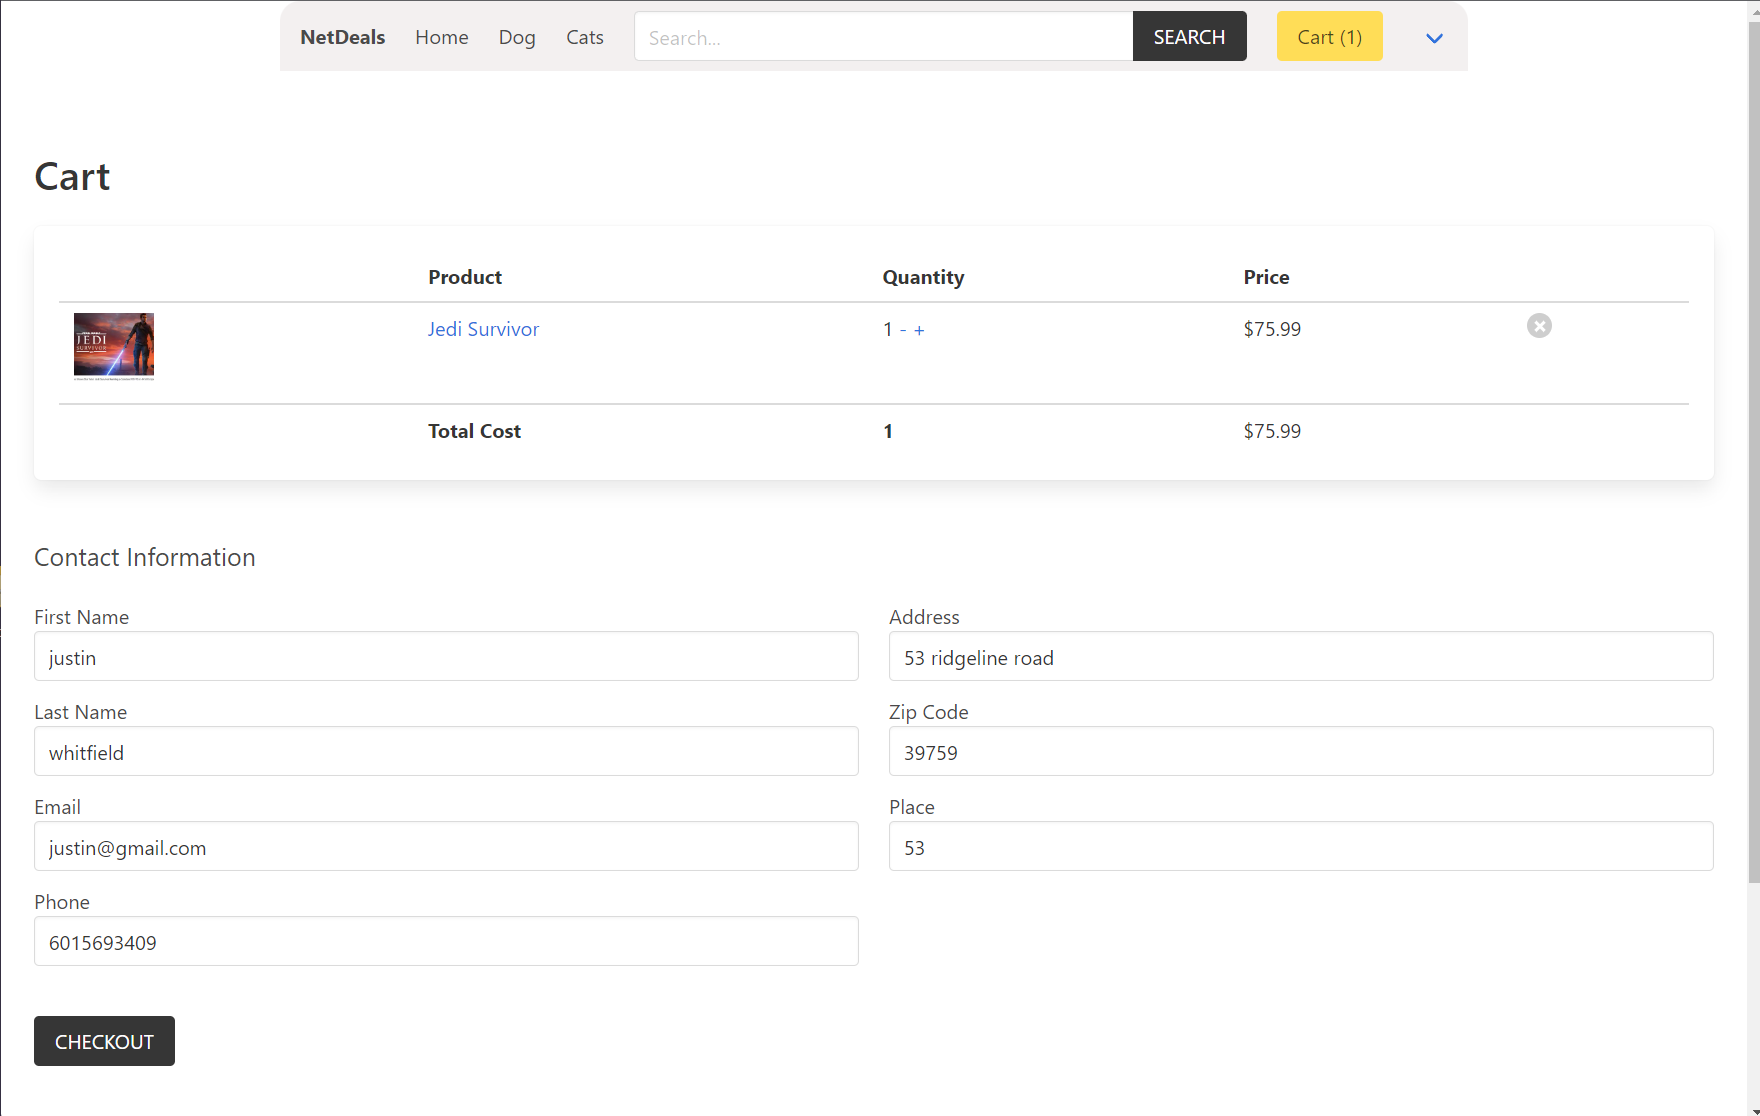 NetDeals Home Dog Cats Search... SEARCH Cart (1)
Cart
Product Quantity Price
JEDI
SURVIVOR
Jedi Survivor 1 - + $75.99
Total Cost 1 $75.99
Contact Information
First Name Address
justin 53 ridgeline road
Last Name Zip Code
whitfield 39759
Email Place
justin@gmail.com 53
Phone
6015693409
CHECKOUT